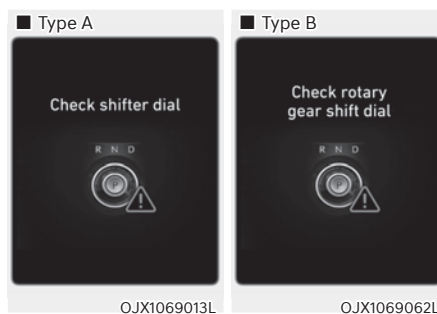 ■ Type A
Check shifter dial
R N D
P
OJX1069013L
■ Type B
Check rotary
gear shift dial
R N D
P
OJX1069062L